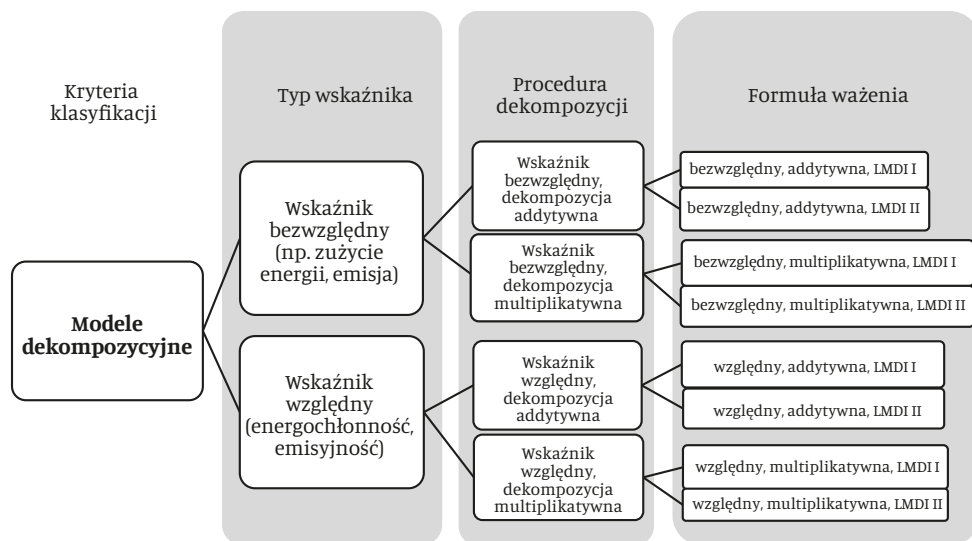 Kryteria
klasyfikacji
Typ wskaźnika
Procedura
dekompozycji
Formuła ważenia
Modele
dekompozycyjne
Wskaźnik
bezwzględny
(np. zużycie
energii, emisja)
Wskaźnik
względny
(energochłonność,
emisyjność)
Wskaźnik
bezwzględny,
dekompozycja
addytywna
Wskaźnik
bezwzględny,
dekompozycja
multiplikatywna
Wskaźnik
względny,
dekompozycja
addytywna
Wskaźnik
względny,
dekompozycja
multiplikatywna
bezwzględny, addytywna, LMDI I
bezwzględny, addytywna, LMDI II
bezwzględny, multiplikatywna, LMDI I
bezwzględny, multiplikatywna, LMDI II
względny, addytywna, LMDI I
względny, addytywna, LMDI II
względny, multiplikatywna, LMDI I
względny, multiplikatywna, LMDI II